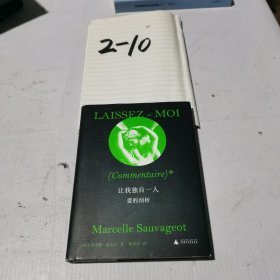 2-10
LAISSEZ-MOI
(Commentaire)
让我独自一人
爱的剖析
Marcelle Sauvageot